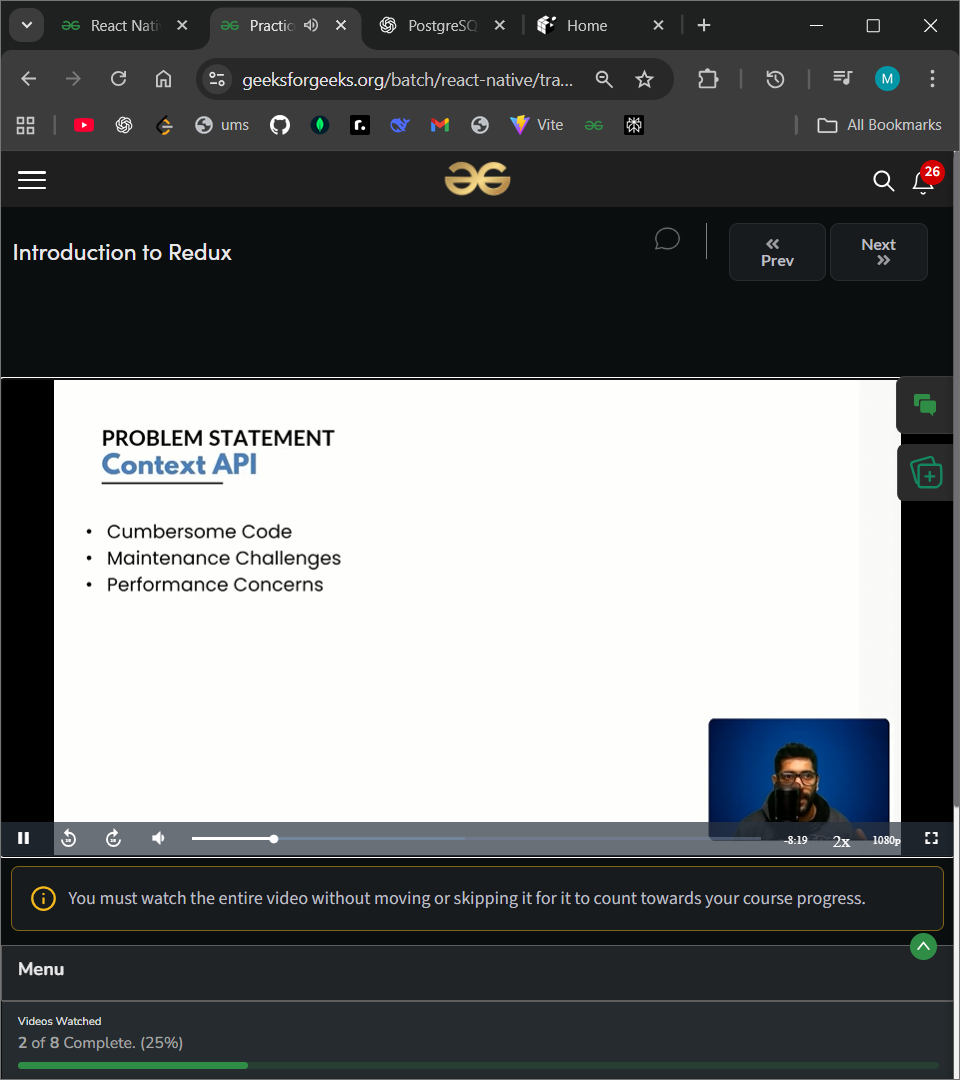 React Nati
Practic
PostgreSQ
Home
geeksforgeeks.org/batch/react-native/tra...
M
ums
Vite
All Bookmarks
26
Introduction to Redux
Prev
Next
PROBLEM STATEMENT
Context API
• Cumbersome Code
• Maintenance Challenges
• Performance Concerns
-8:19
2x
1080p
You must watch the entire video without moving or skipping it for it to count towards your course progress.
Menu
Videos Watched
2 of 8 Complete. (25%)